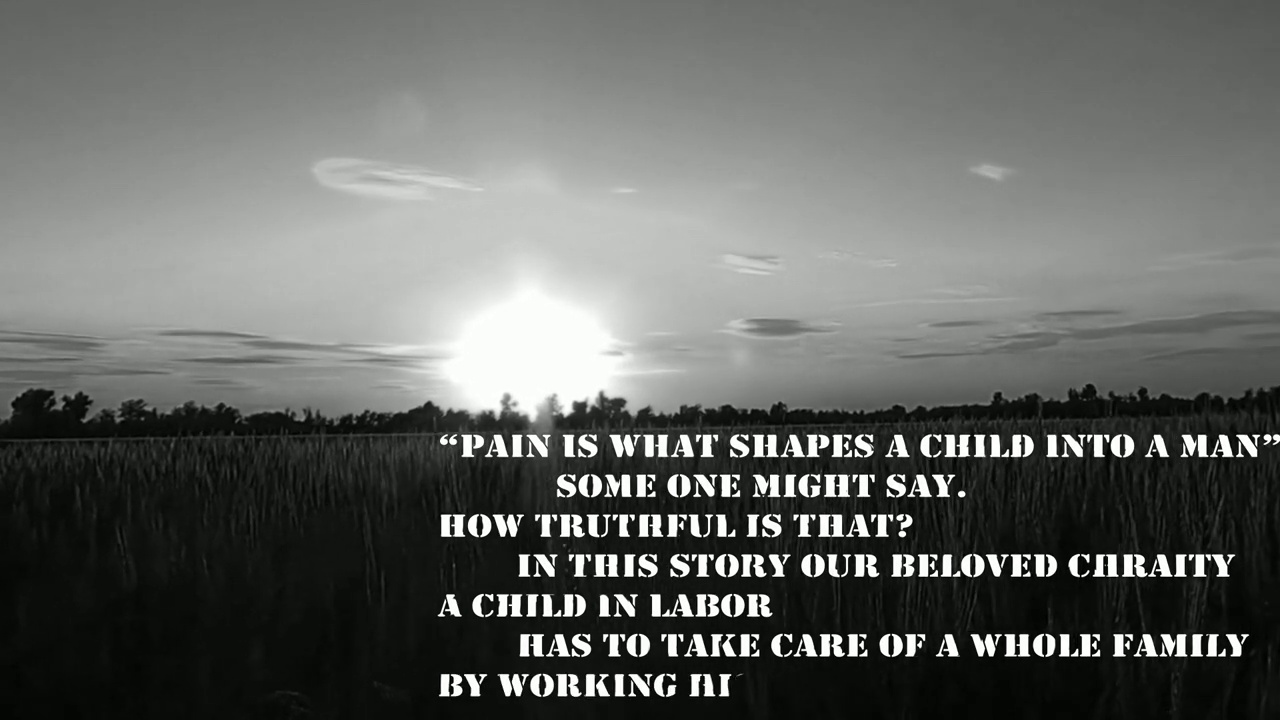 “PAIN IS WHAT SHAPES A CHILD INTO A MAN”
SOME ONE MIGHT SAY.
HOW TRUTHFUL IS THAT?
IN THIS STORY OUR BELOVED CHRAITY
A CHILD IN LABOR
HAS TO TAKE CARE OF A WHOLE FAMILY
BY WORKING